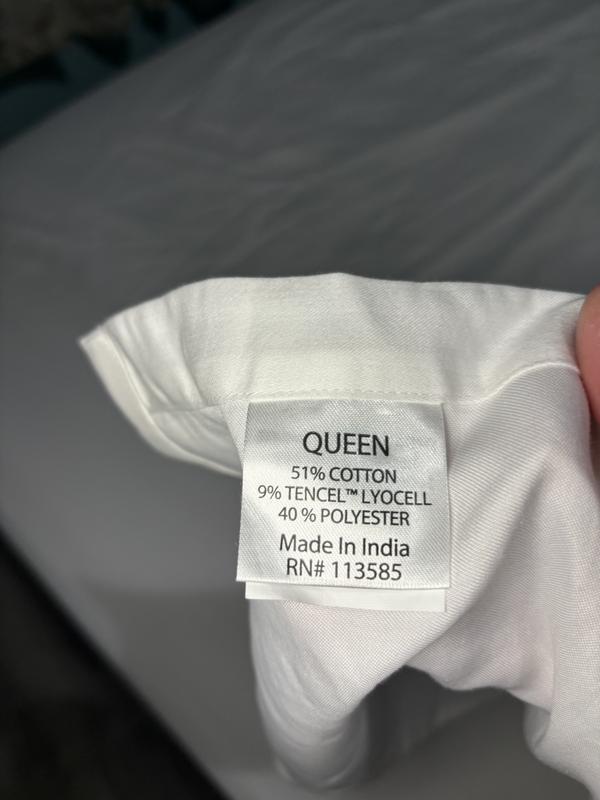 QUEEN
51% COTTON
9% TENCEL™ LYOCELL
40 % POLYESTER
Made In India
RN# 113585